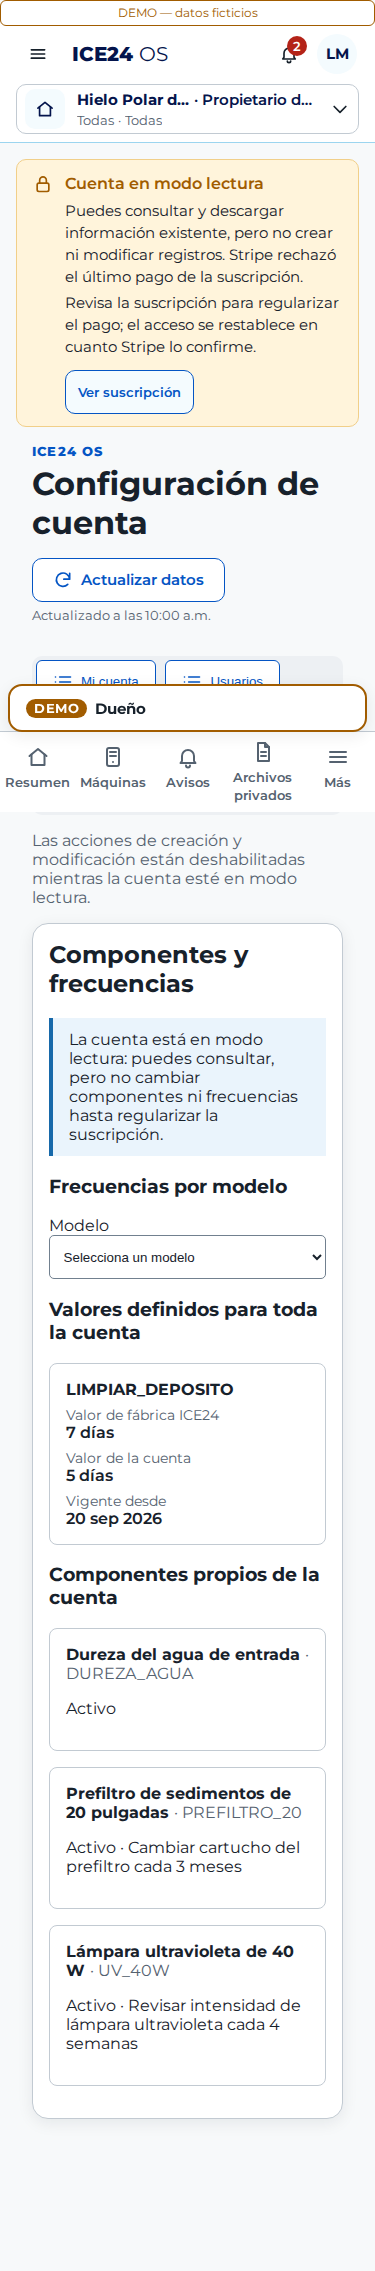 DEMO — datos ficticios
ICE24 OS
2
LM
Hielo Polar d... · Propietario d...
Todas · Todas
Cuenta en modo lectura
Puedes consultar y descargar
información existente, pero no crear
ni modificar registros. Stripe rechazó
el último pago de la suscripción.
Revisa la suscripción para regularizar
el pago; el acceso se restablece en
cuanto Stripe lo confirme.
Ver suscripción
ICE24 OS
Configuración de
cuenta
Actualizar datos
Actualizado a las 10:00 a.m.
Mi cuenta
Usuarios
DEMO Dueño
Resumen
Máquinas
Avisos
Archivos
privados
Más
Las acciones de creación y
modificación están deshabilitadas
mientras la cuenta esté en modo
lectura.
Componentes y
frecuencias
La cuenta está en modo
lectura: puedes consultar,
pero no cambiar
componentes ni frecuencias
hasta regularizar la
suscripción.
Frecuencias por modelo
Modelo
Selecciona un modelo
Valores definidos para toda
la cuenta
LIMPIAR_DEPOSITO
Valor de fábrica ICE24
7 días
Valor de la cuenta
5 días
Vigente desde
20 sep 2026
Componentes propios de la
cuenta
Dureza del agua de entrada ·
DUREZA_AGUA
Activo
Prefiltro de sedimentos de
20 pulgadas · PREFILTRO_20
Activo · Cambiar cartucho del
prefiltro cada 3 meses
Lámpara ultravioleta de 40
W · UV_40W
Activo · Revisar intensidad de
lámpara ultravioleta cada 4
semanas